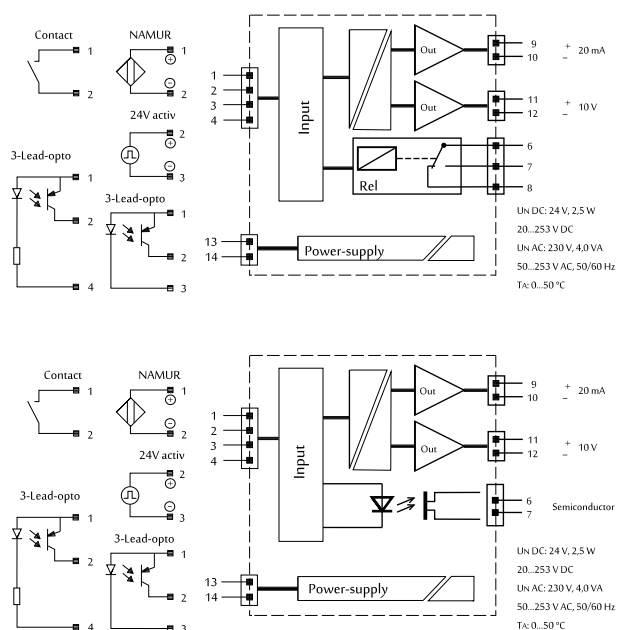 Contact
1
2
NAMUR
1
+
−
2
24V activ
2
+
−
3
3-Lead-opto
1
2
4
3-Lead-opto
1
2
3
1
2
3
4
Input
Out
9
10
+
− 20 mA
Out
11
12
+
− 10 V
Rel
6
7
8
13
14
Power-supply
UN DC: 24 V, 2,5 W
20...253 V DC
UN AC: 230 V, 4,0 VA
50...253 V AC, 50/60 Hz
TA: 0...50 °C
Contact
1
2
NAMUR
1
+
−
2
24V activ
2
+
−
3
3-Lead-opto
1
2
4
3-Lead-opto
1
2
3
1
2
3
4
Input
Out
9
10
+
− 20 mA
Out
11
12
+
− 10 V
6
7
Semiconductor
13
14
Power-supply
UN DC: 24 V, 2,5 W
20...253 V DC
UN AC: 230 V, 4,0 VA
50...253 V AC, 50/60 Hz
TA: 0...50 °C